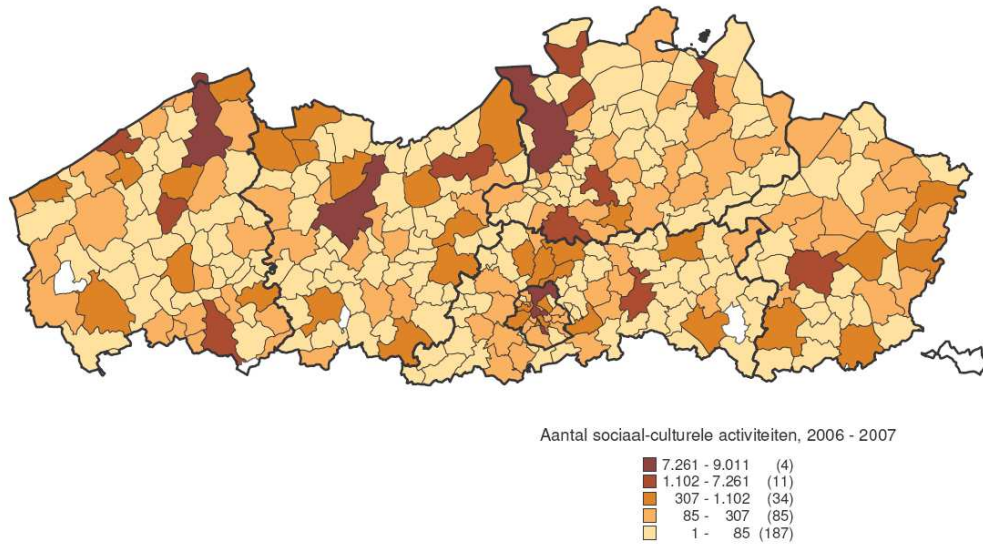 Aantal sociaal-culturele activiteiten, 2006 - 2007
7.261 - 9.011 (4)
1.102 - 7.261 (11)
307 - 1.102 (34)
85 - 307 (85)
1 - 85 (187)